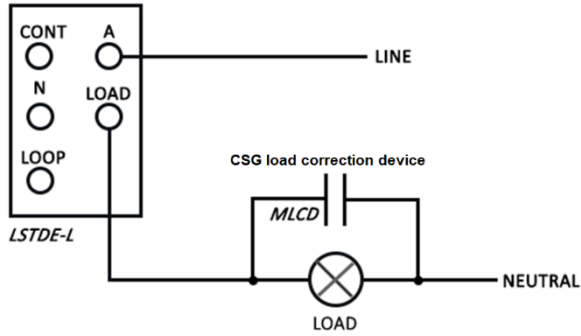 CONT A
LINE
N LOAD
LOOP
CSG load correction device
MLCD
LSTDE-L
NEUTRAL
LOAD